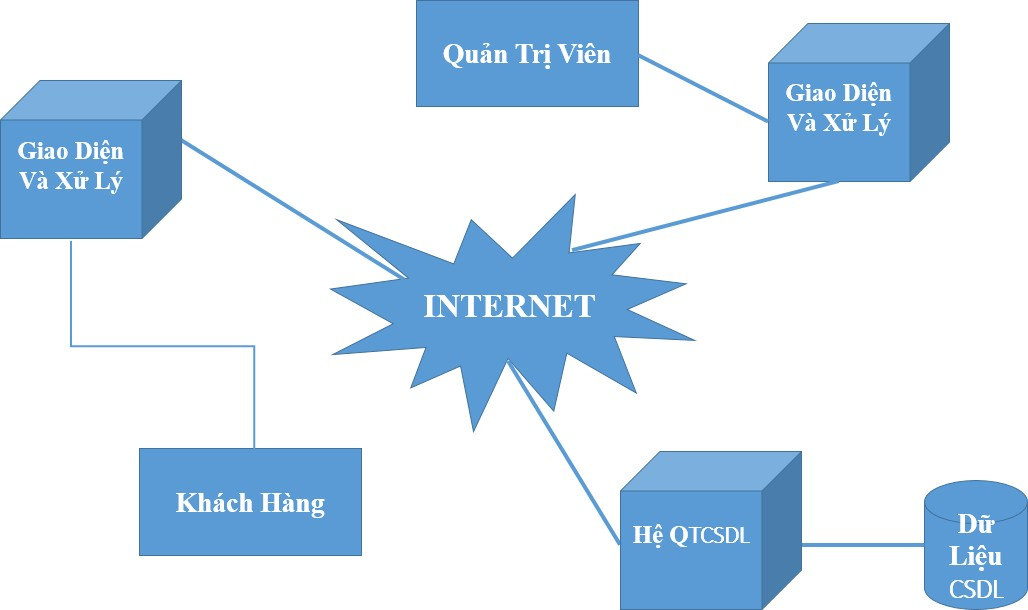 Quản Trị Viên
Giao Diện
Và Xử Lý
Giao Diện
Và Xử Lý
INTERNET
Khách Hàng
Hệ QTCSDL
Dữ
Liệu
CSDL